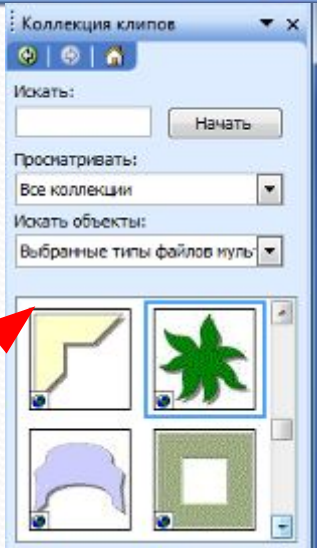 Коллекция клипов
Искать:
Начать
Просматривать:
Все коллекции
Искать объекты:
Выбранные типы файлов муль